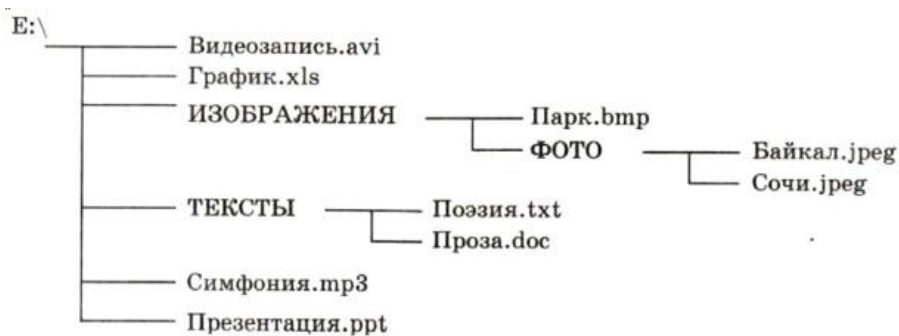 E:\
Видеозапись.avi
График.xls
ИЗОБРАЖЕНИЯ Парк.bmp
ФОТО Байкал.jpeg
Сочи.jpeg
ТЕКСТЫ Поэзия.txt
Проза.doc
Симфония.mp3
Презентация.ppt